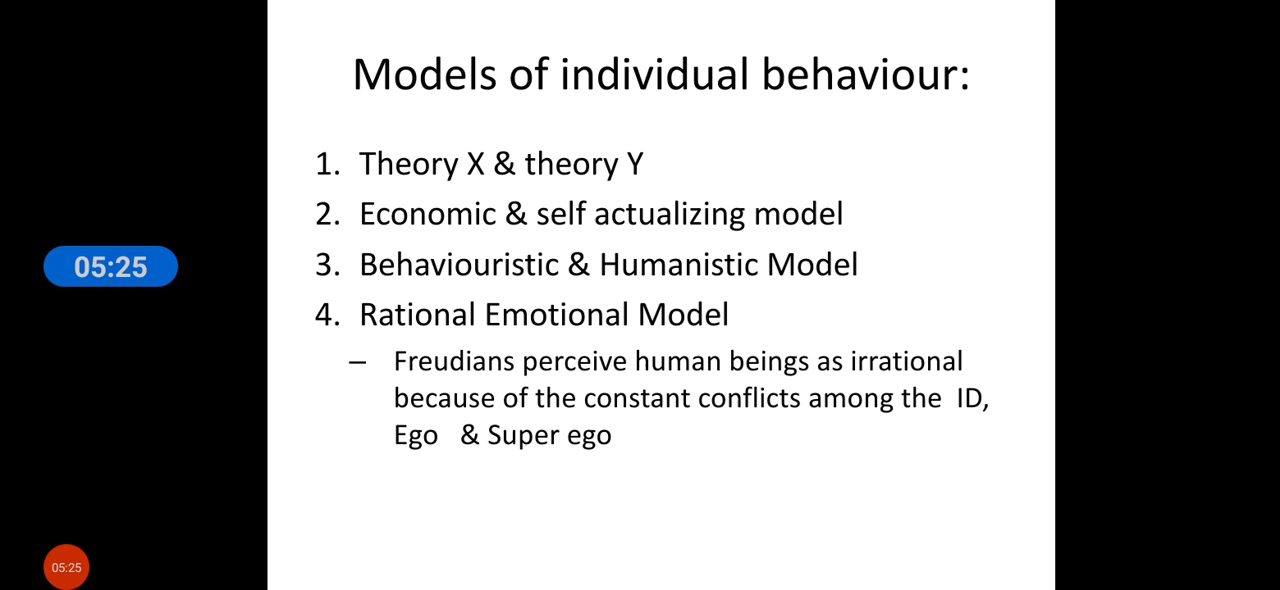 Models of individual behaviour:
1. Theory X & theory Y
2. Economic & self actualizing model
05:25
3. Behaviouristic & Humanistic Model
4. Rational Emotional Model
– Freudians perceive human beings as irrational
because of the constant conflicts among the ID,
Ego & Super ego
05:25